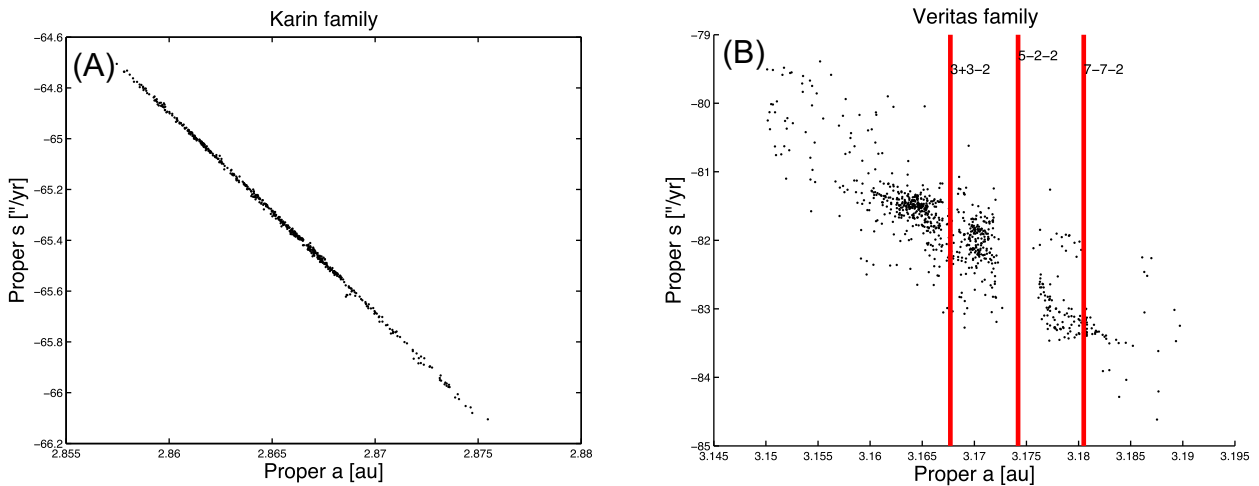 Karin family
(A)
−64.6
−64.8
−65
−65.2
−65.4
−65.6
−65.8
−66
−66.2
Proper s ["/yr]
2.855 2.86 2.865 2.87 2.875 2.88
Proper a [au]
Veritas family
(B)
−79
−80
−81
−82
−83
−84
−85
Proper s ["/yr]
3+3−2
5−2−2
7−7−2
3.145 3.15 3.155 3.16 3.165 3.17 3.175 3.18 3.185 3.19 3.195
Proper a [au]